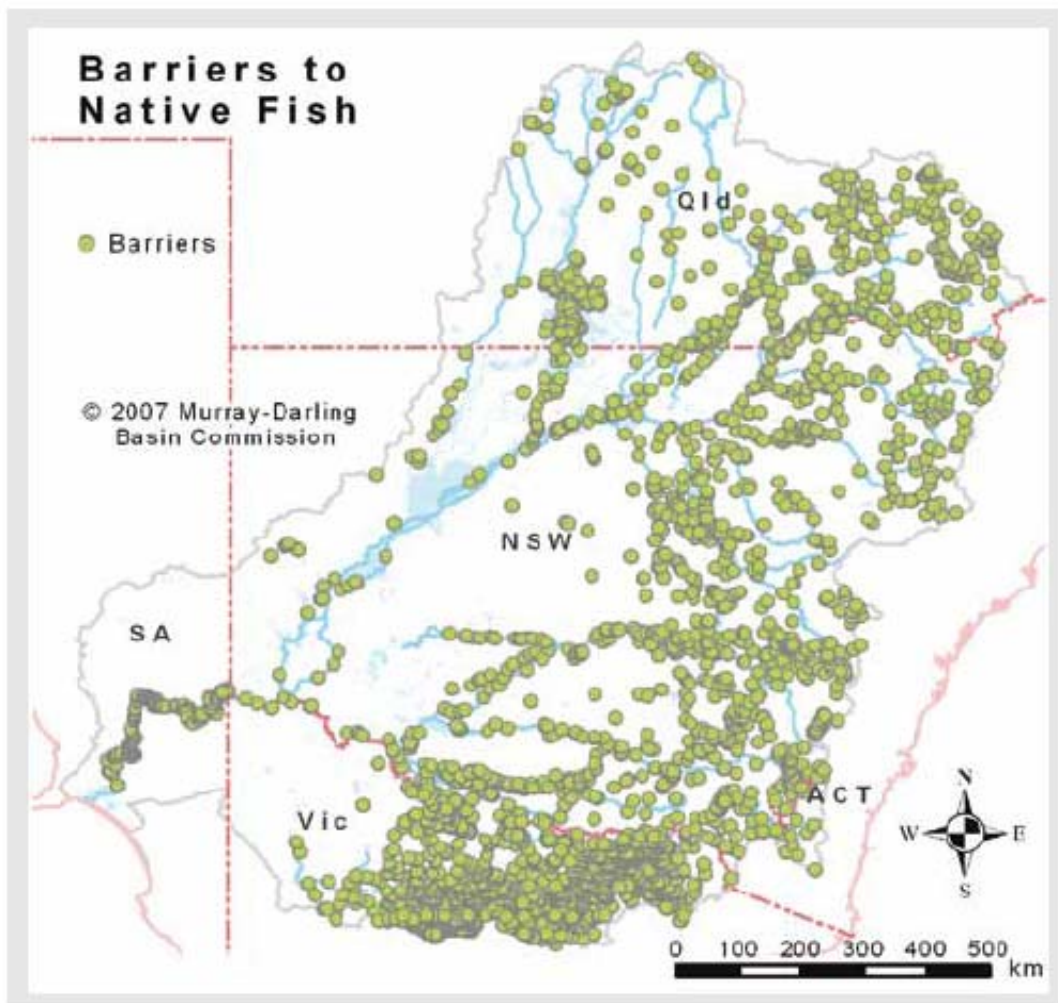 Barriers to
Native Fish
Qld
Barriers
© 2007 Murray-Darling
Basin Commission
NSW
SA
Vic
ACT
N
W E
S
0 100 200 300 400 500
km